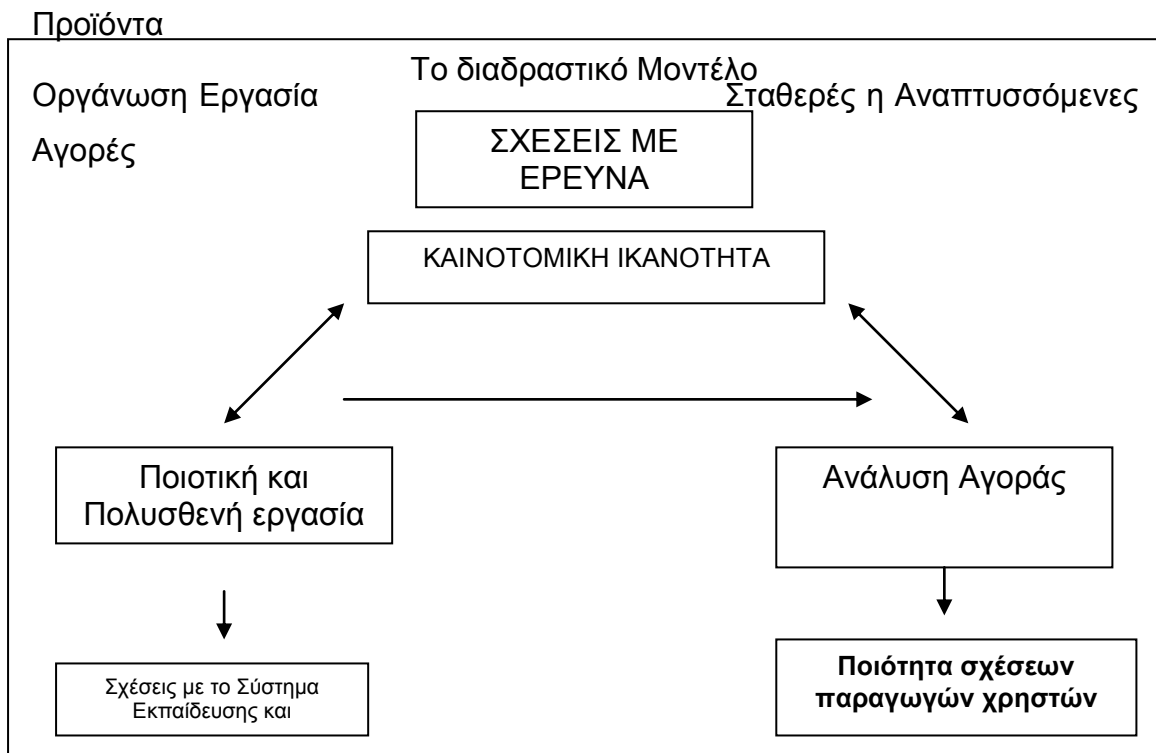 Προϊόντα
Το διαδραστικό Μοντέλο
Οργάνωση Εργασία
Σταθερές η Αναπτυσσόμενες
Αγορές
ΣΧΕΣΕΙΣ ΜΕ
ΕΡΕΥΝΑ
ΚΑΙΝΟΤΟΜΙΚΗ ΙΚΑΝΟΤΗΤΑ
Ποιοτική και
Πολυσθενή εργασία
Ανάλυση Αγοράς
Σχέσεις με το Σύστημα
Εκπαίδευσης και
Ποιότητα σχέσεων
παραγωγών χρηστών